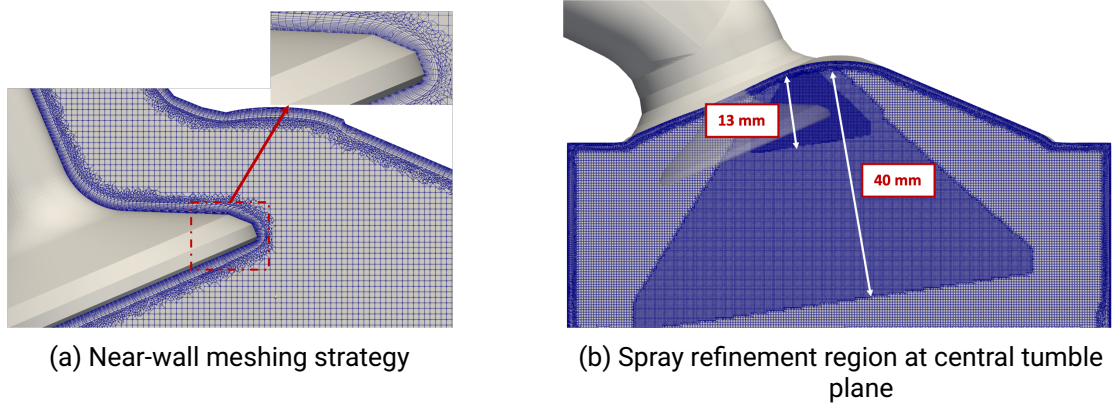 13 mm
40 mm
(a) Near-wall meshing strategy
(b) Spray refinement region at central tumble
plane